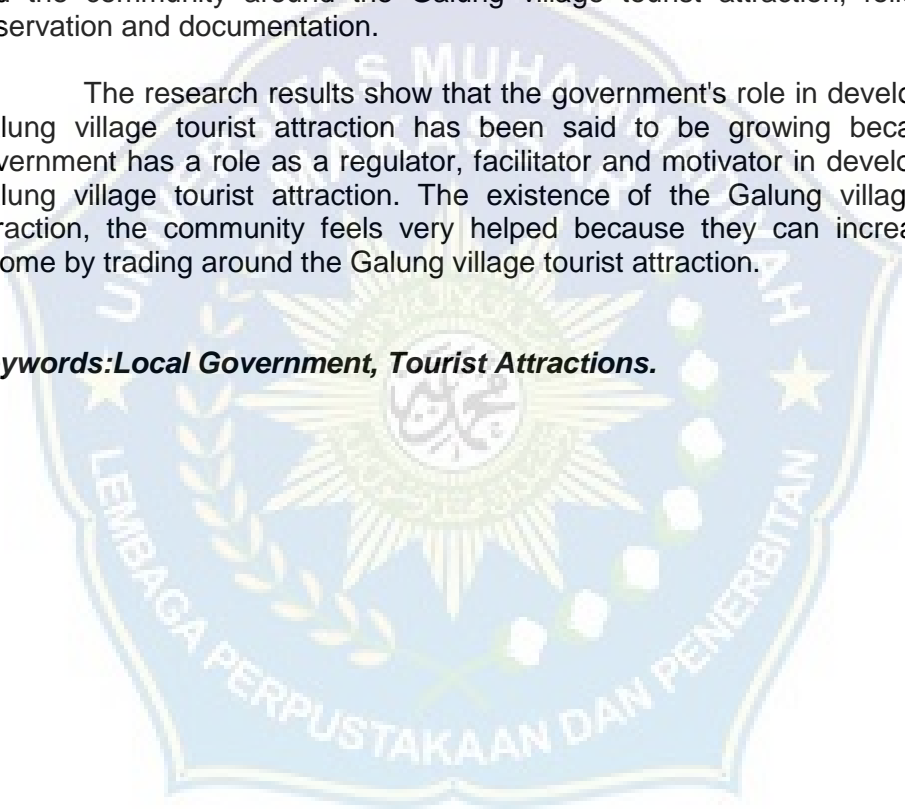 the community around the Galung village tourist attraction,
servation and documentation.
The research results show that the government's role in develo
lung village tourist attraction has been said to be growing beca
vernment has a role as a regulator, facilitator and motivator in develo
lung village tourist attraction. The existence of the Galung villag
raction, the community feels very helped because they can increa
ome by trading around the Galung village tourist attraction.
ywords:Local Government, Tourist Attractions.
UNIVERSITAS MUHAMMADIYAH
MAKASSAR
LEMBAGA PERPUSTAKAAN DAN PENERBITAN